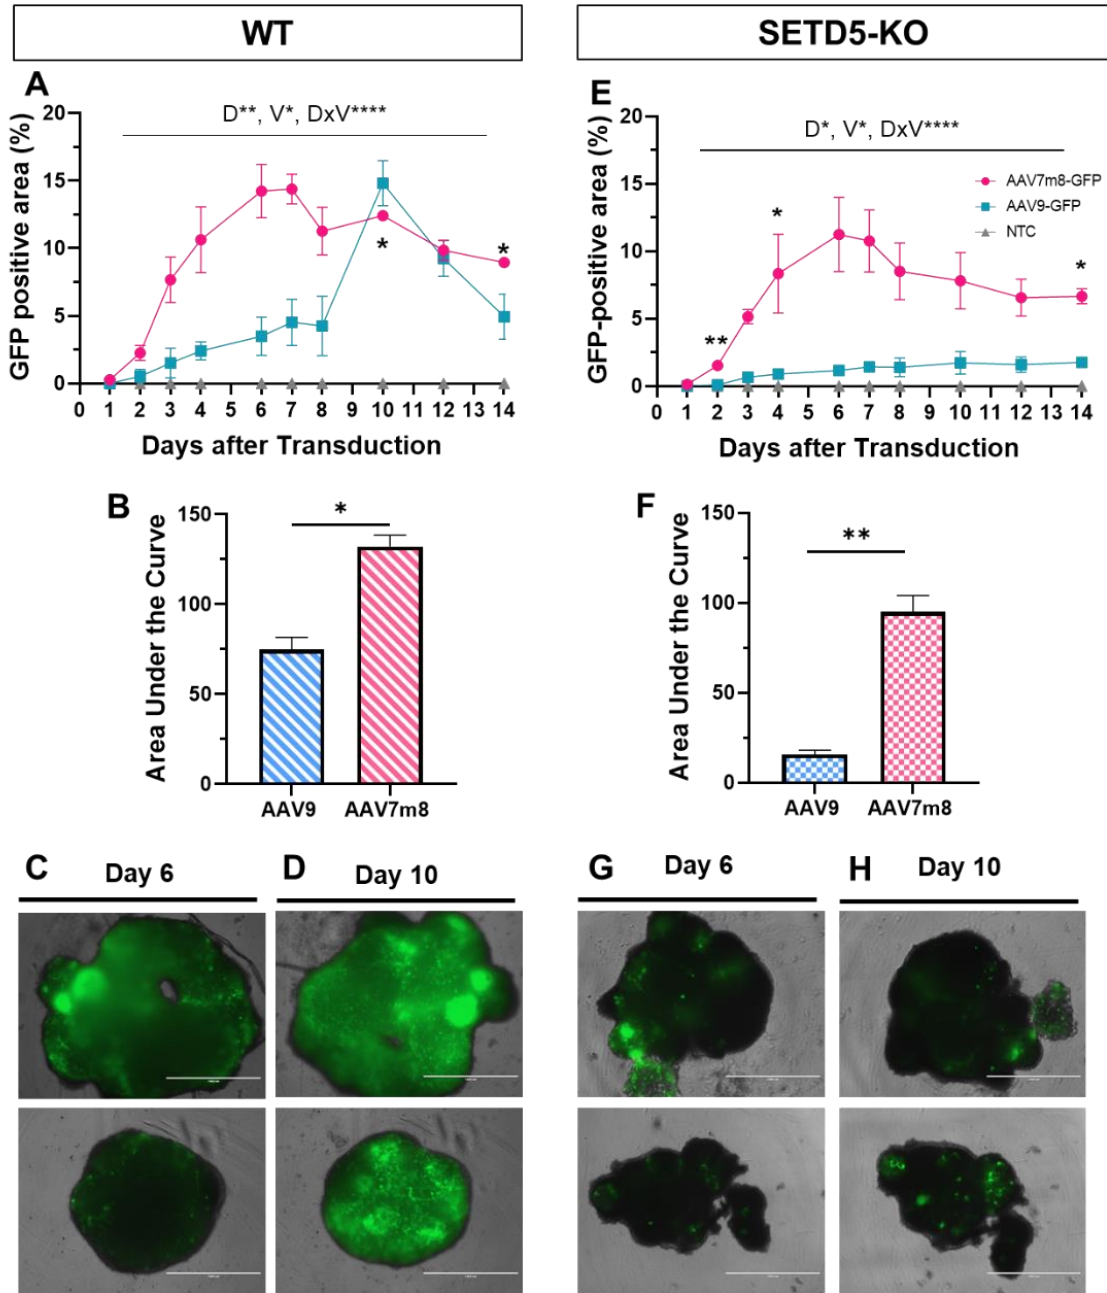 WT
SETD5-KO
A
D**, V*, DxV****
GFP positive area (%)
20
15
10
5
0
*
*
0 1 2 3 4 6 7 8 9 10 11 12 13 14
Days after Transduction
E
D*, V*, DxV****
GFP-positive area (%)
20
15
10
5
0
AAV7m8-GFP
AAV9-GFP
NTC
**
*
*
0 1 2 3 4 5 6 7 8 9 10 11 12 13 14
Days after Transduction
B
Area Under the Curve
150
100
50
0
*
AAV9 AAV7m8
F
Area Under the Curve
150
100
50
0
**
AAV9 AAV7m8
C Day 6
D Day 10
G Day 6
H Day 10